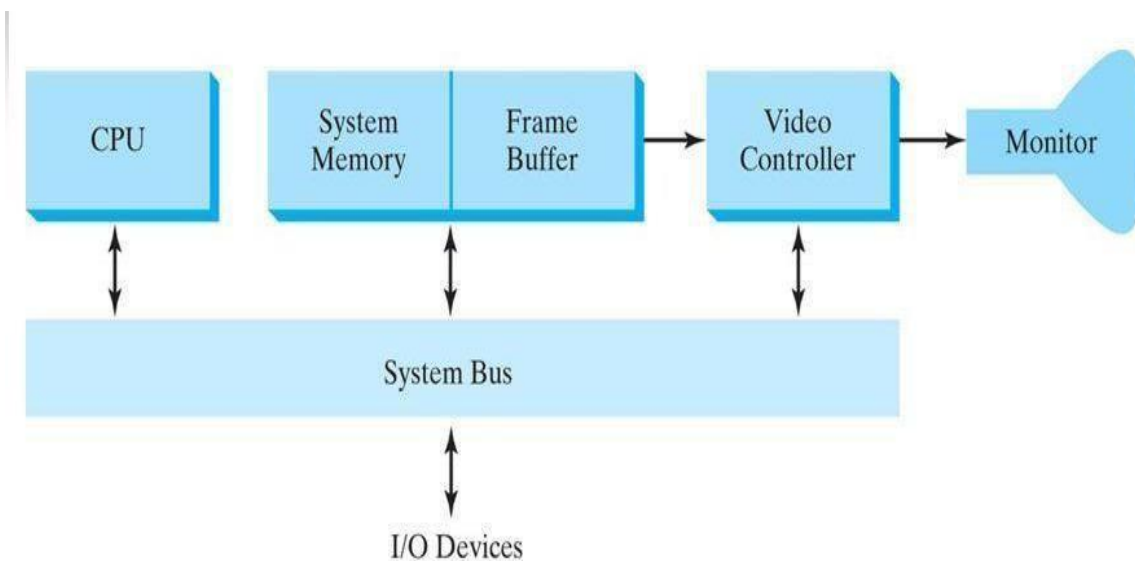 CPU
System
Memory
Frame
Buffer
Video
Controller
Monitor
System Bus
I/O Devices